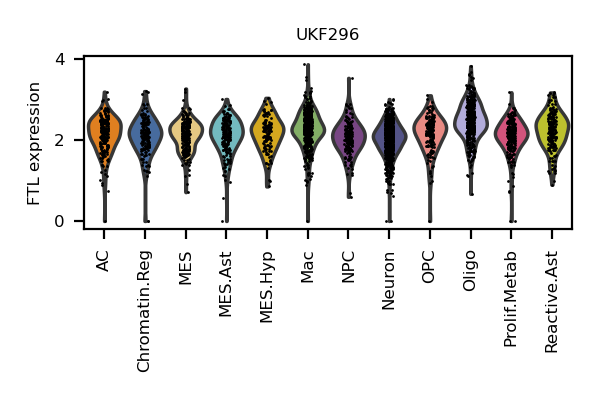 UKF296
FTL expression
4
2
0
AC
Chromatin.Reg
MES
MES.Ast
MES.Hyp
Mac
NPC
Neuron
OPC
Oligo
Prolif.Metab
Reactive.Ast